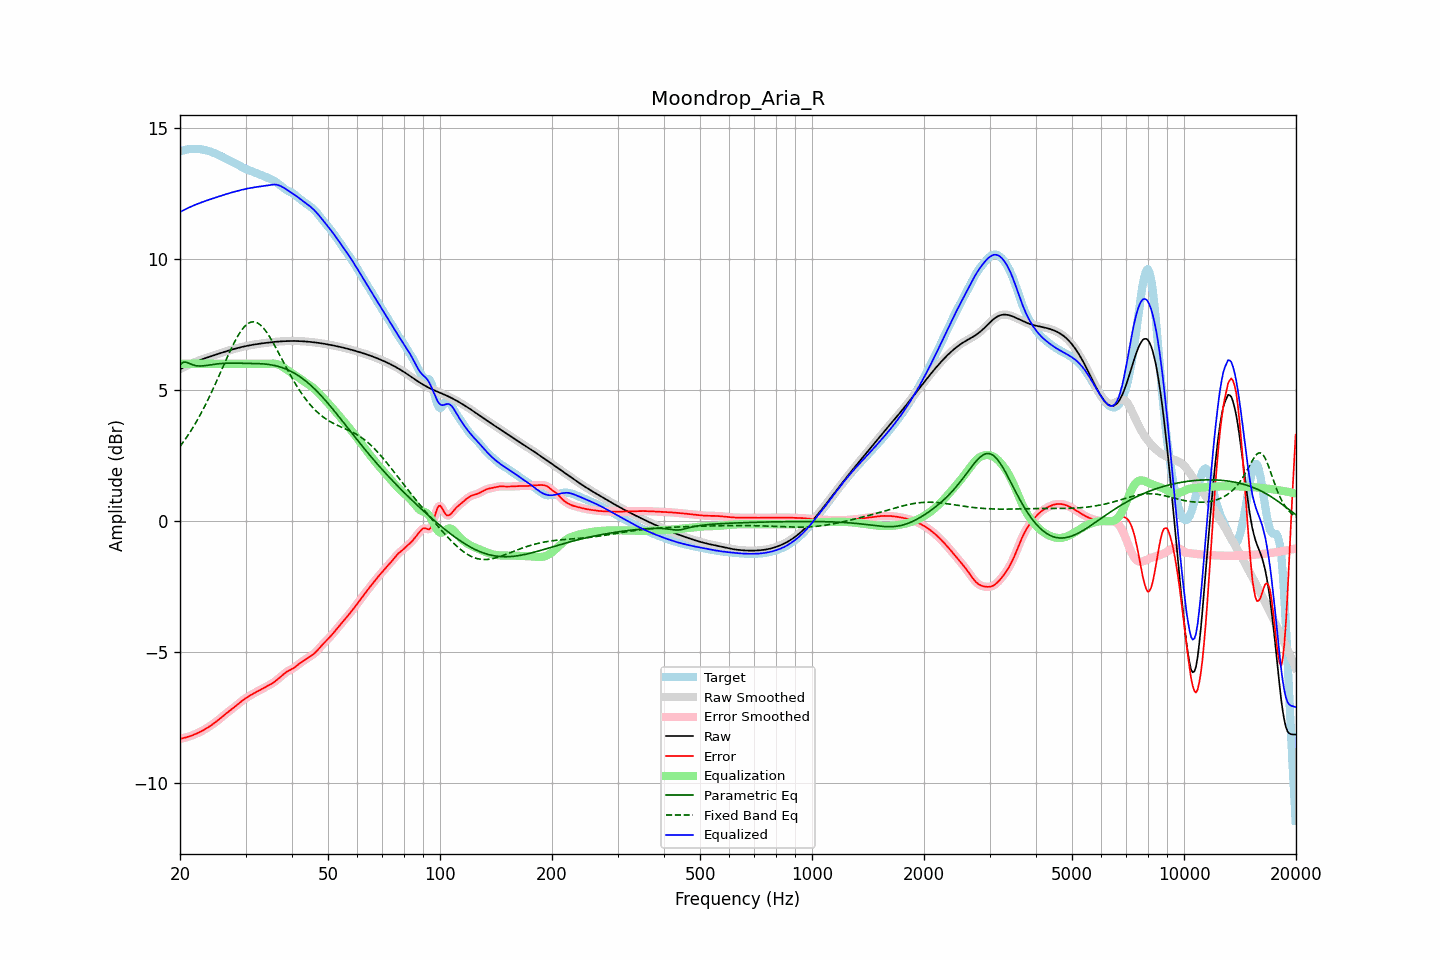 Moondrop_Aria_R
Amplitude (dBr)
15
10
5
0
−5
−10
Target
Raw Smoothed
Error Smoothed
Raw
Error
Equalization
Parametric Eq
Fixed Band Eq
Equalized
20
50
100
200
500
1000
2000
5000
10000
20000
Frequency (Hz)